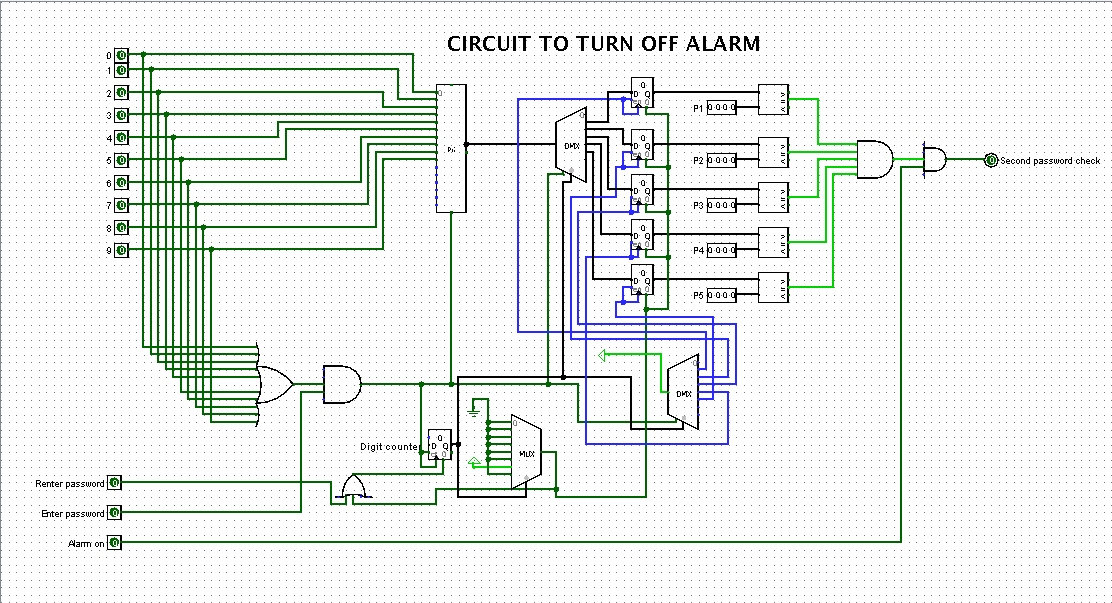 CIRCUIT TO TURN OFF ALARM
0
1
2
3
4
5
6
7
8
9
Pri
DMX
D Q
P1 0 0 0 0
D Q
P2 0 0 0 0
D Q
P3 0 0 0 0
D Q
P4 0 0 0 0
D Q
P5 0 0 0 0
Second password check
DMX
Digit counter
D Q
MUX
Renter password
Enter password
Alarm on